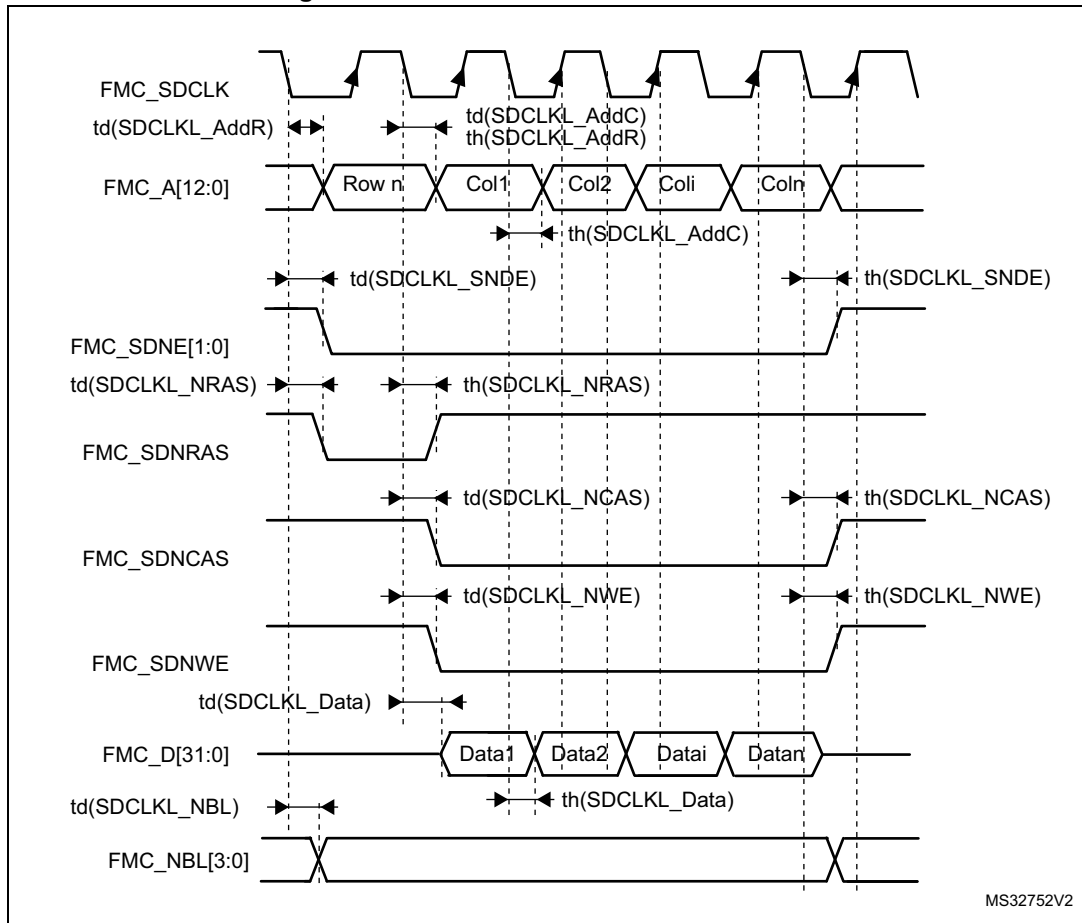 FMC_SDCLK
td(SDCLKL_AddR)
td(SDCLKL_AddC)
th(SDCLKL_AddR)
FMC_A[12:0]
Row n
Col1
Col2
Coli
Coln
th(SDCLKL_AddC)
td(SDCLKL_SNDE)
th(SDCLKL_SNDE)
FMC_SDNE[1:0]
td(SDCLKL_NRAS)
th(SDCLKL_NRAS)
FMC_SDNRAS
td(SDCLKL_NCAS)
th(SDCLKL_NCAS)
FMC_SDNCAS
td(SDCLKL_NWE)
th(SDCLKL_NWE)
FMC_SDNWE
td(SDCLKL_Data)
FMC_D[31:0]
Data1
Data2
Datai
Datan
td(SDCLKL_NBL)
th(SDCLKL_Data)
FMC_NBL[3:0]
MS32752V2